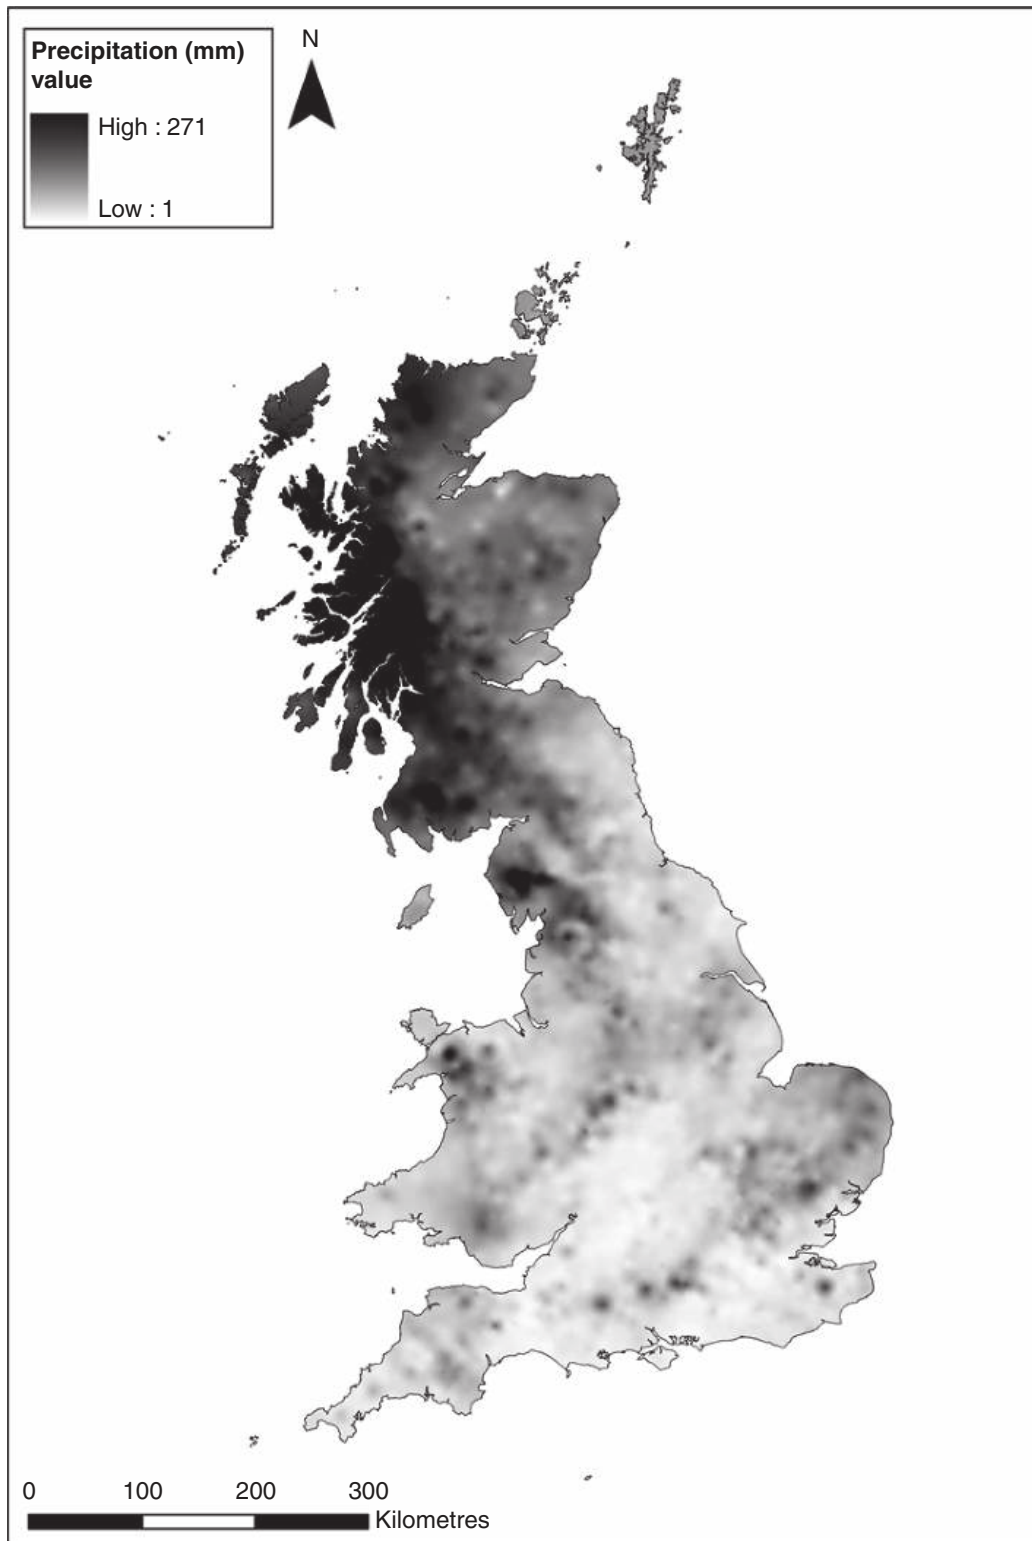 Precipitation (mm)
value
High : 271
Low : 1
N
0 100 200 300
Kilometres